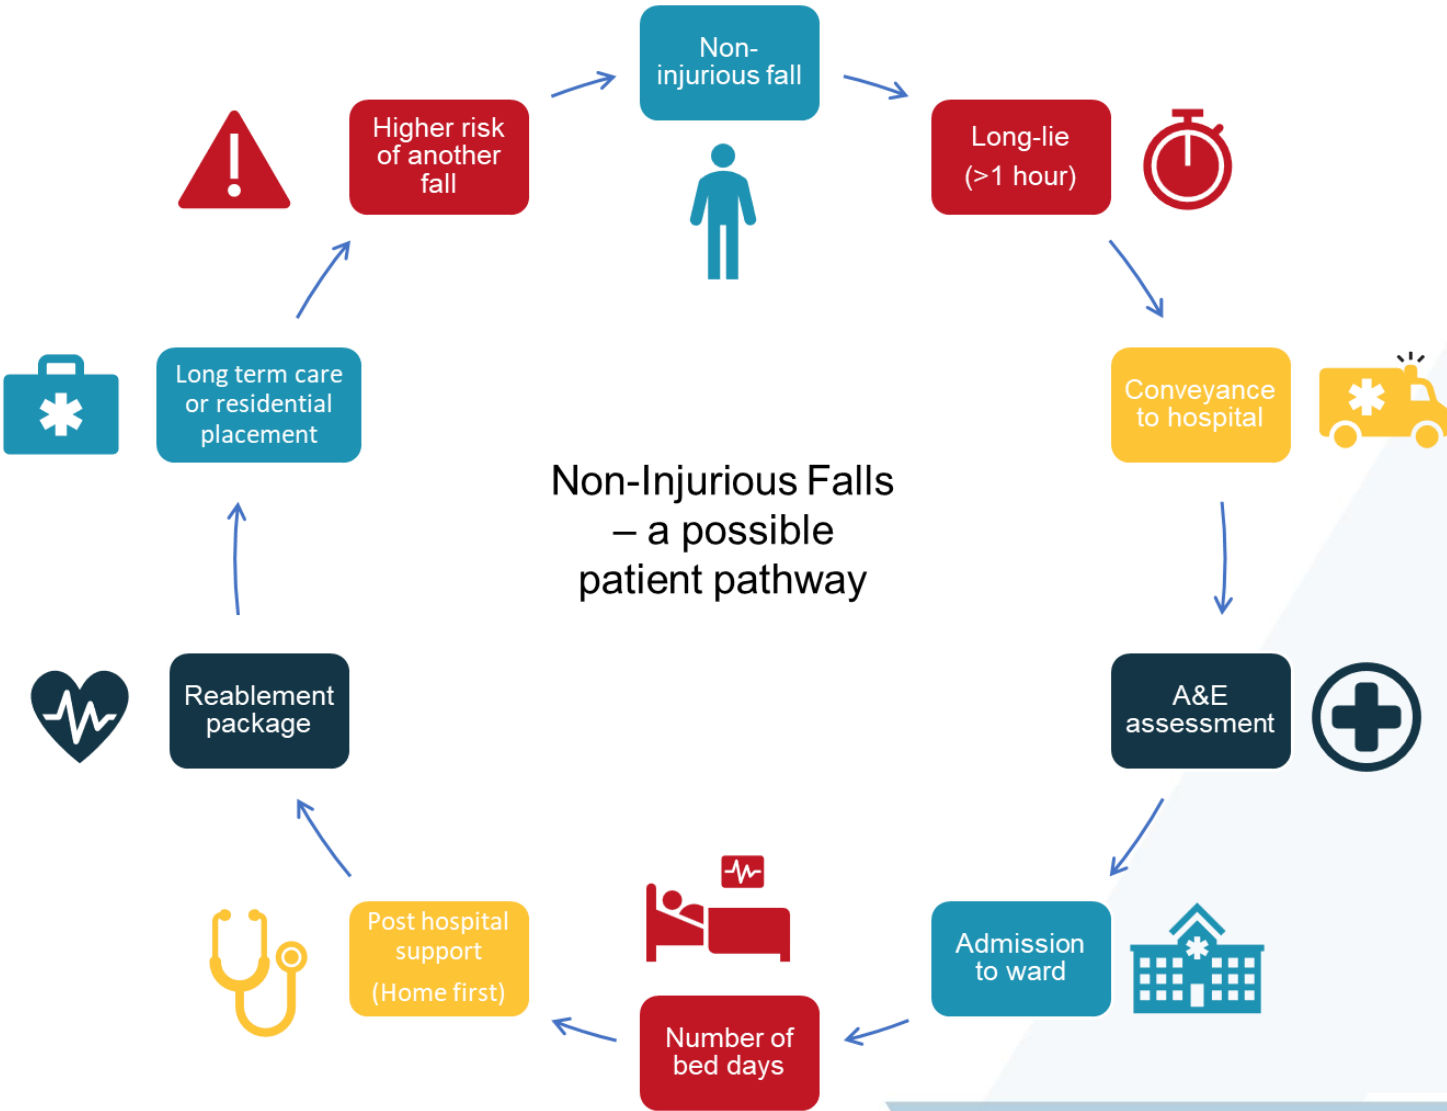 Non-
injurious fall
Long-lie
(>1 hour)
Conveyance
to hospital
A&E
assessment
Admission
to ward
Number of
bed days
Post hospital
support
(Home first)
Reablement
package
Long term care
or residential
placement
Higher risk
of another
fall
Non-Injurious Falls
– a possible
patient pathway